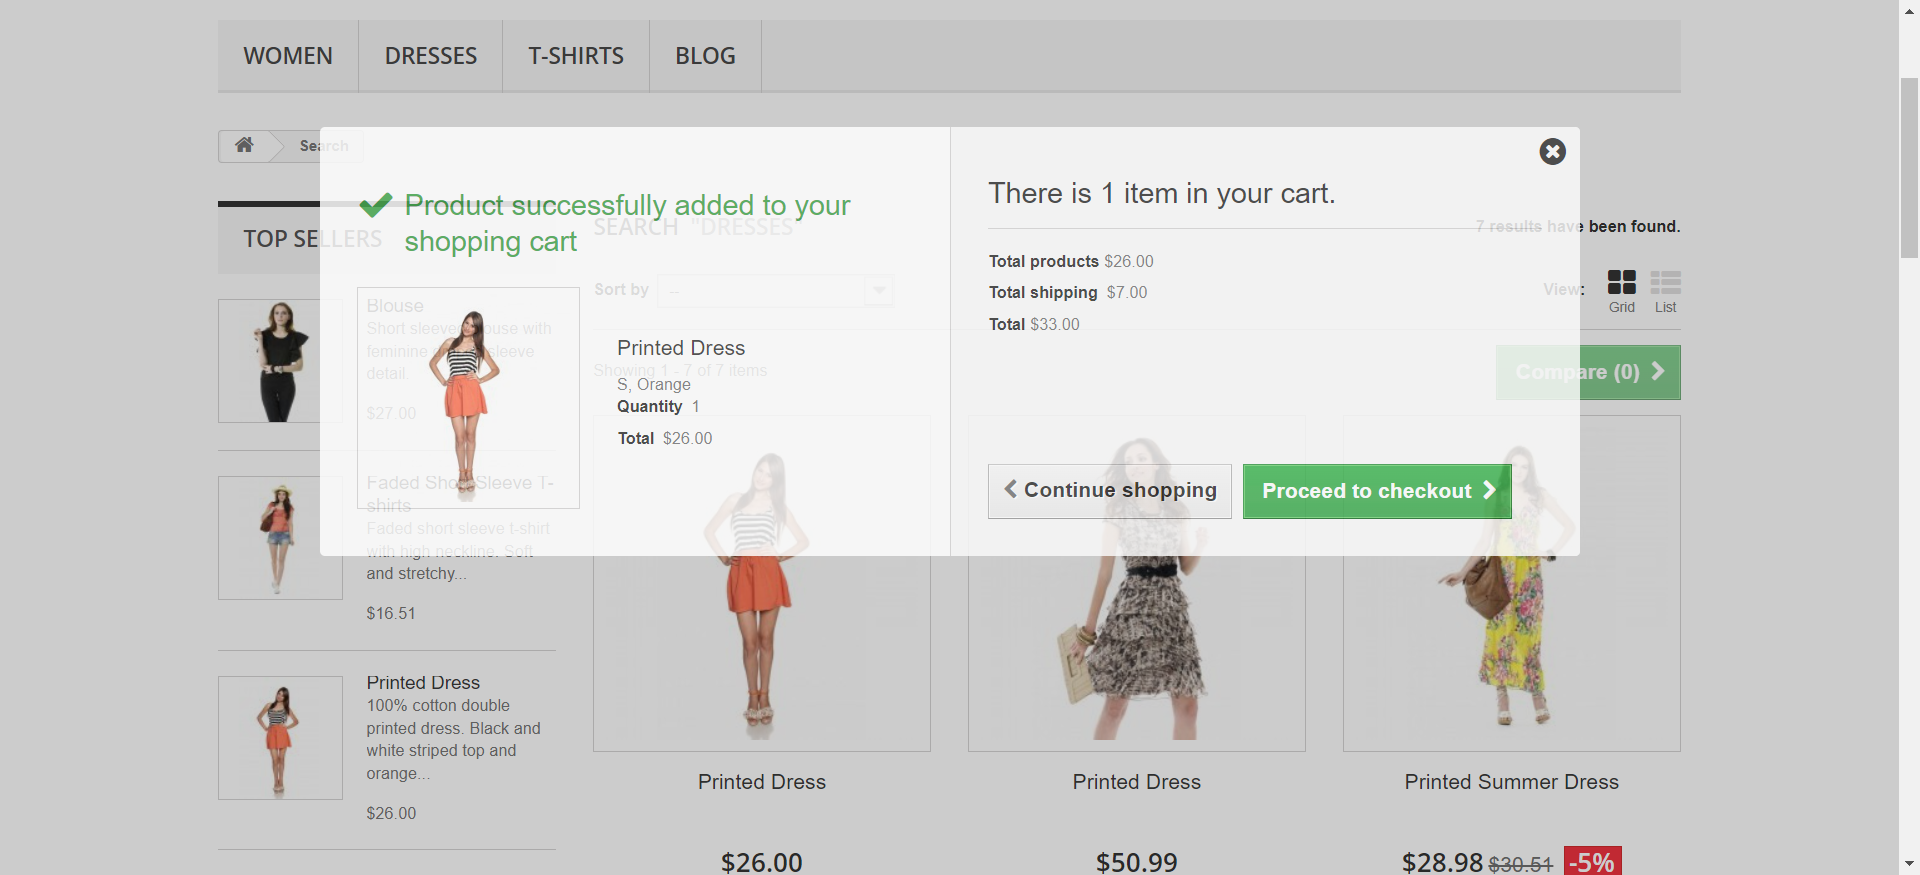 WOMEN
DRESSES
T-SHIRTS
BLOG
Search
Product successfully added to your
shopping cart
There is 1 item in your cart.
TOP SELLERS
SEARCH "DRESSES"
7 results have been found.
Total products $26.00
Total shipping $7.00
Total $33.00
Sort by
--
View:
Grid
List
Blouse
Short sleeved blouse with
feminine sleeve
detail.
$27.00
Printed Dress
Showing 1 - 7 of 7 items
S, Orange
Quantity 1
Total $26.00
Compare (0)
Continue shopping
Proceed to checkout
Faded Short Sleeve T-
shirts
Faded short sleeve t-shirt
with high neckline. Soft
and stretchy...
$16.51
Printed Dress
100% cotton double
printed dress. Black and
white striped top and
orange...
$26.00
Printed Dress
Printed Dress
Printed Summer Dress
$26.00
$50.99
$28.98 $30.51 -5%